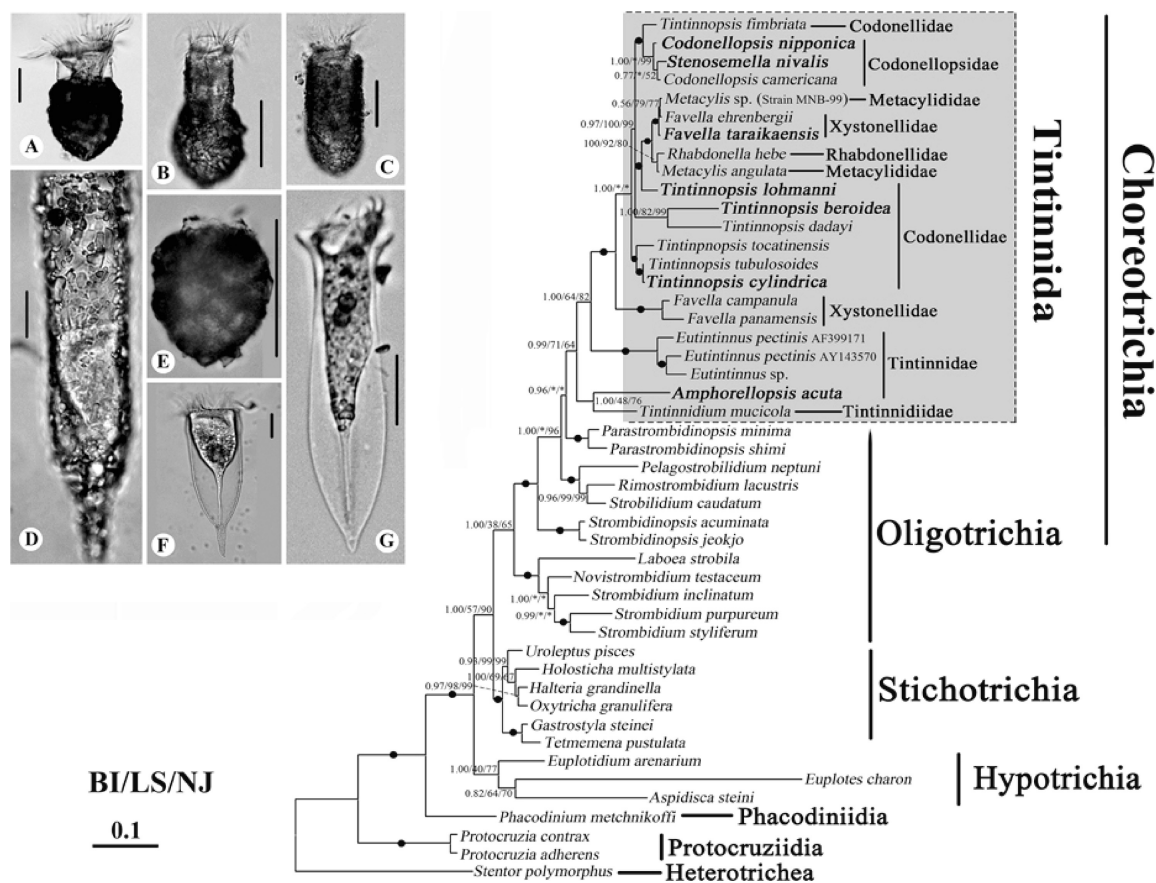 A
B
C
D
E
F
G
Tintinnopsis fimbriata
Codonellidae
Codonellopsis nipponica
Stenosemella nivalis
Codonellopsis camericana
Codonellopsidae
1.00/*/99
0.77/*/52
Metacylis sp. (Strain MNB-99)
Metacylididae
Favella ehrenbergii
Favella taraikaensis
Xystonellidae
0.56/79/77
0.97/100/99
100/92/80
Rhabdonella hebe
Rhabdonellidae
Metacylis angulata
Metacylididae
1.00/*/*
Tintinnopsis lohmanni
Tintinnopsis beroidea
1.00/82/99
Tintinnopsis dadayi
Tintinpnopsis tocatinensis
Tintinnopsis tubulosoides
Tintinnopsis cylindrica
Codonellidae
1.00/64/82
Favella campanula
Favella panamensis
Xystonellidae
Eutintinnus pectinis AF399171
Eutintinnus pectinis AY143570
Eutintinnus sp.
Amphorellopsis acuta
Tintinnidae
0.99/71/64
0.96/*/*
1.00/48/76
Tintinnidium mucicola
Tintinnidiidae
Tintinnida
Choreotrichia
1.00/*/96
Parastrombidinopsis minima
Parastrombidinopsis shimi
Pelagostrobilidium neptuni
Rimostrombidium lacustris
0.96/99/99
Strobilidium caudatum
Strombidinopsis acuminata
Strombidinopsis jeokjo
1.00/38/65
Laboea strobila
Novistrombidium testaceum
Strombidium inclinatum
1.00/*/*
0.99/*/*
Strombidium purpureum
Strombidium styliferum
Oligotrichia
1.00/57/90
Uroleptus pisces
Holosticha multistylata
Halteria grandinella
Oxytricha granulifera
Gastrostyla steinei
Tetmemena pustulata
Stichotrichia
0.97/98/99
Euplotidium arenarium
1.00/40/77
Euplotes charon
0.82/64/70
Aspidisca steini
Hypotrichia
Phacodinium metchnikoffi
Phacodiniidia
Protocruzia contrax
Protocruzia adherens
Protocruziidia
Stentor polymorphus
Heterotrichea
BI/LS/NJ
0.1